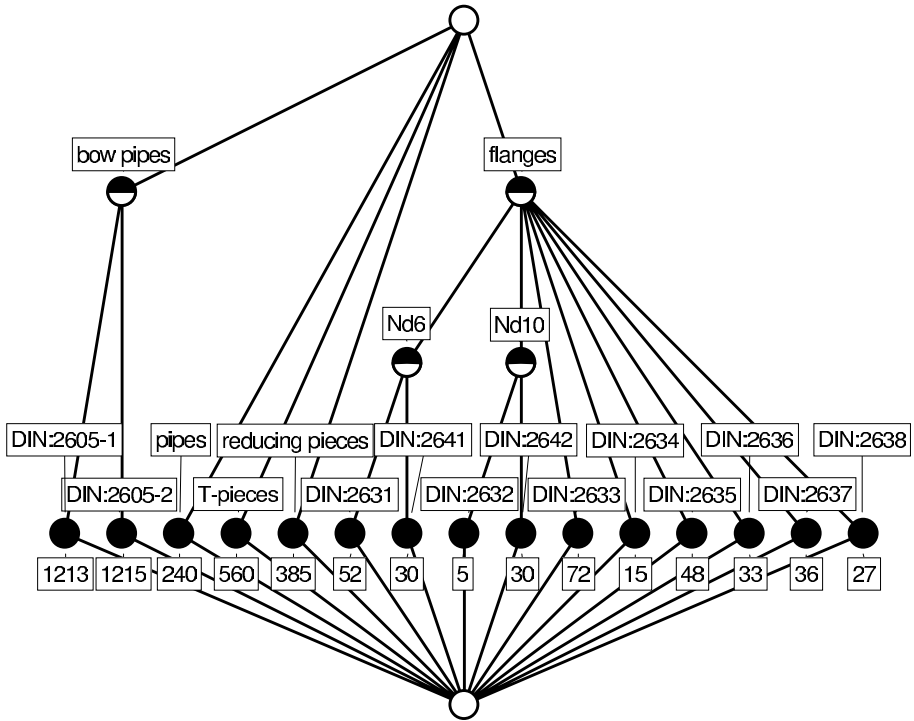 bow pipes
flanges
Nd6
Nd10
DIN:2605-1
pipes
reducing pieces
DIN:2641
DIN:2642
DIN:2634
DIN:2636
DIN:2638
DIN:2605-2
T-pieces
DIN:2631
DIN:2632
DIN:2633
DIN:2635
DIN:2637
1213
1215
240
560
385
52
30
5
30
72
15
48
33
36
27